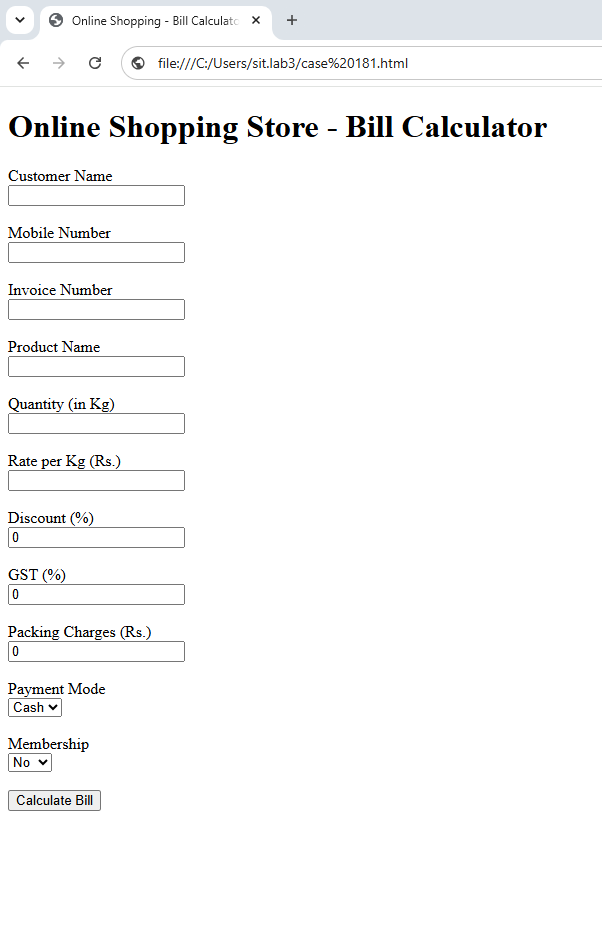 Online Shopping - Bill Calculato
file:///C:/Users/sit.lab3/case%20181.html
Online Shopping Store - Bill Calculator
Customer Name
Mobile Number
Invoice Number
Product Name
Quantity (in Kg)
Rate per Kg (Rs.)
Discount (%)
0
GST (%)
0
Packing Charges (Rs.)
0
Payment Mode
Cash
Membership
No
Calculate Bill